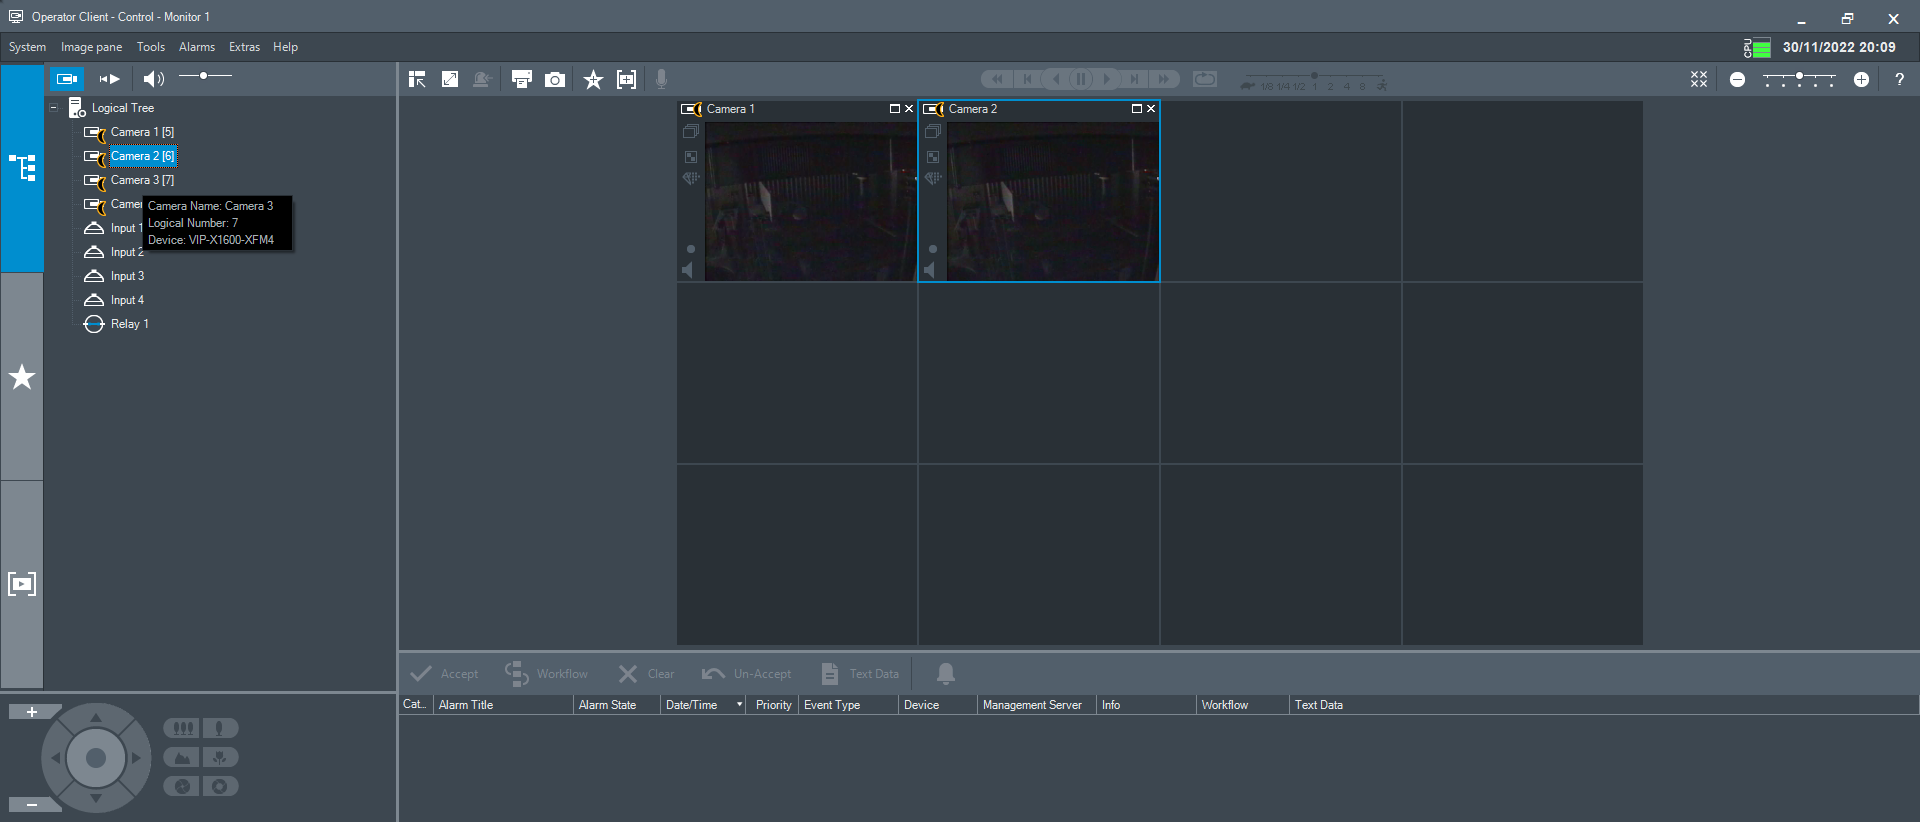 Operator Client - Control - Monitor 1
System Image pane Tools Alarms Extras Help
CPU 30/11/2022 20:09
1/8 1/4 1/2 1 2 4 8
?
Logical Tree
Camera 1 [5]
Camera 2 [6]
Camera 3 [7]
Came
Input 1
Input 2
Input 3
Input 4
Relay 1
Camera Name: Camera 3
Logical Number: 7
Device: VIP-X1600-XFM4
Camera 1
Camera 2
Accept Workflow Clear Un-Accept Text Data
Cat... Alarm Title Alarm State Date/Time Priority Event Type Device Management Server Info Workflow Text Data